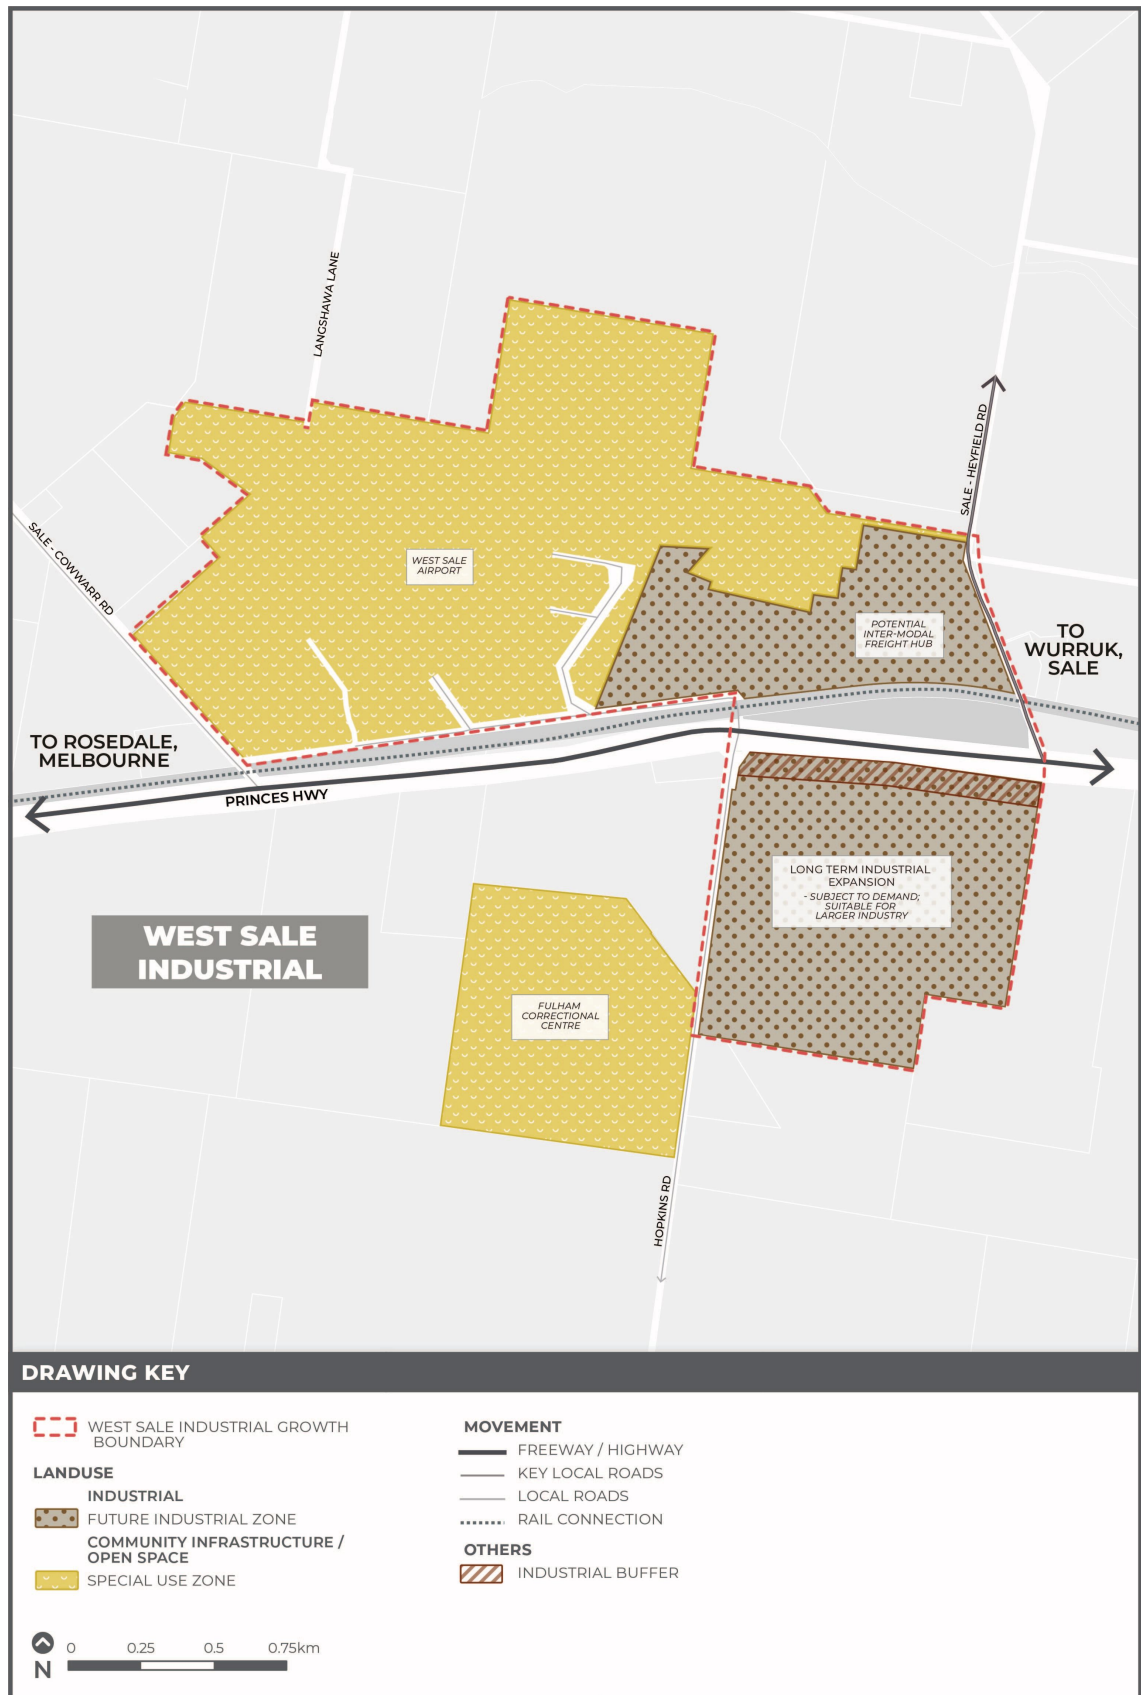 LANGSHAWA LANE
SALE - HEYFIELD RD
SALE - COWWARR RD
WEST SALE
AIRPORT
POTENTIAL
INTER-MODAL
FREIGHT HUB
TO
WURRUK,
SALE
TO ROSEDALE,
MELBOURNE
PRINCES HWY
LONG TERM INDUSTRIAL
EXPANSION
- SUBJECT TO DEMAND;
SUITABLE FOR
LARGER INDUSTRY
WEST SALE
INDUSTRIAL
FULHAM
CORRECTIONAL
CENTRE
HOPKINS RD
DRAWING KEY
WEST SALE INDUSTRIAL GROWTH
BOUNDARY
LANDUSE
INDUSTRIAL
FUTURE INDUSTRIAL ZONE
COMMUNITY INFRASTRUCTURE /
OPEN SPACE
SPECIAL USE ZONE
MOVEMENT
FREEWAY / HIGHWAY
KEY LOCAL ROADS
LOCAL ROADS
RAIL CONNECTION
OTHERS
INDUSTRIAL BUFFER
N
0 0.25 0.5 0.75km